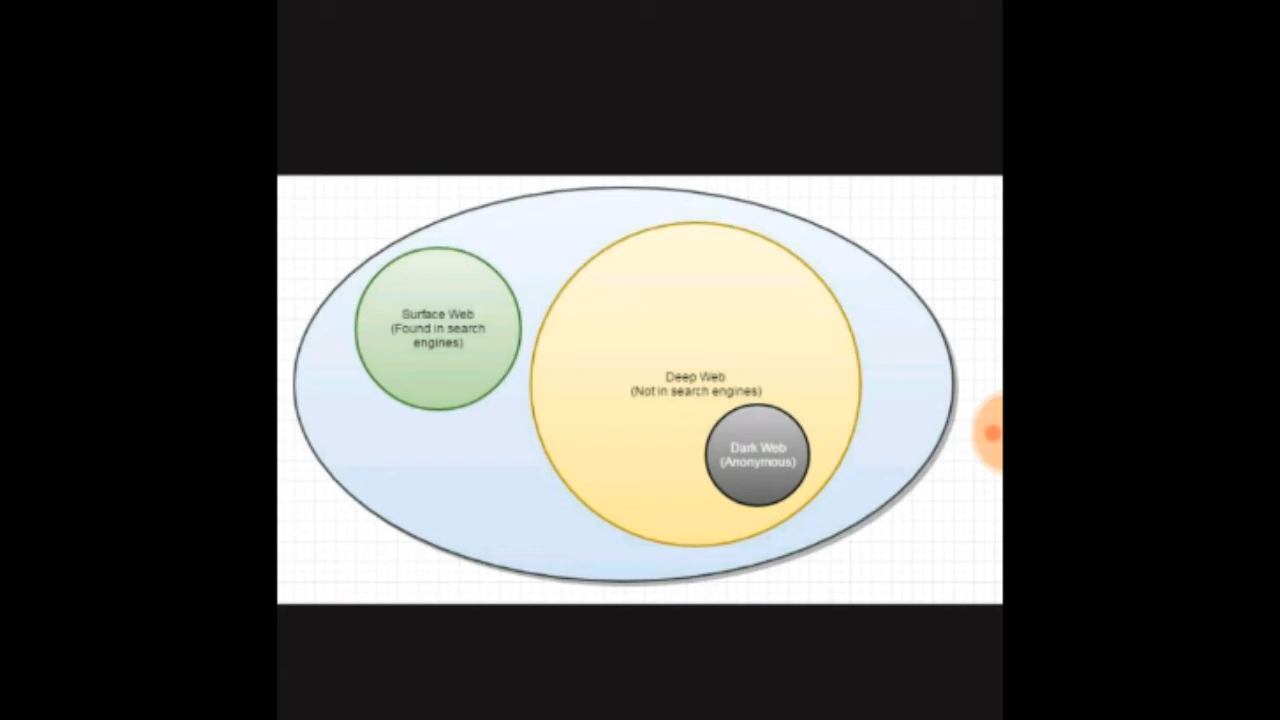 Surface Web
(Found in search
engines)
Deep Web
(Not in search engines)
Dark Web
(Anonymous)